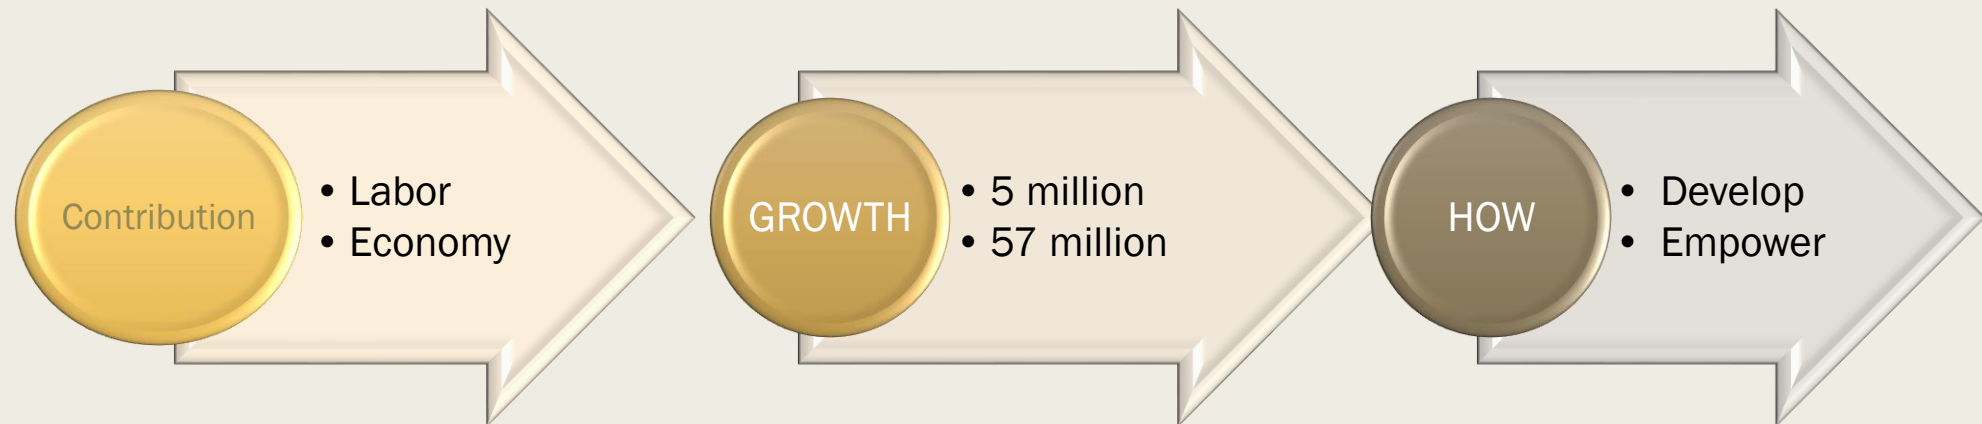 Contribution
• Labor
• Economy
GROWTH
• 5 million
• 57 million
HOW
• Develop
• Empower